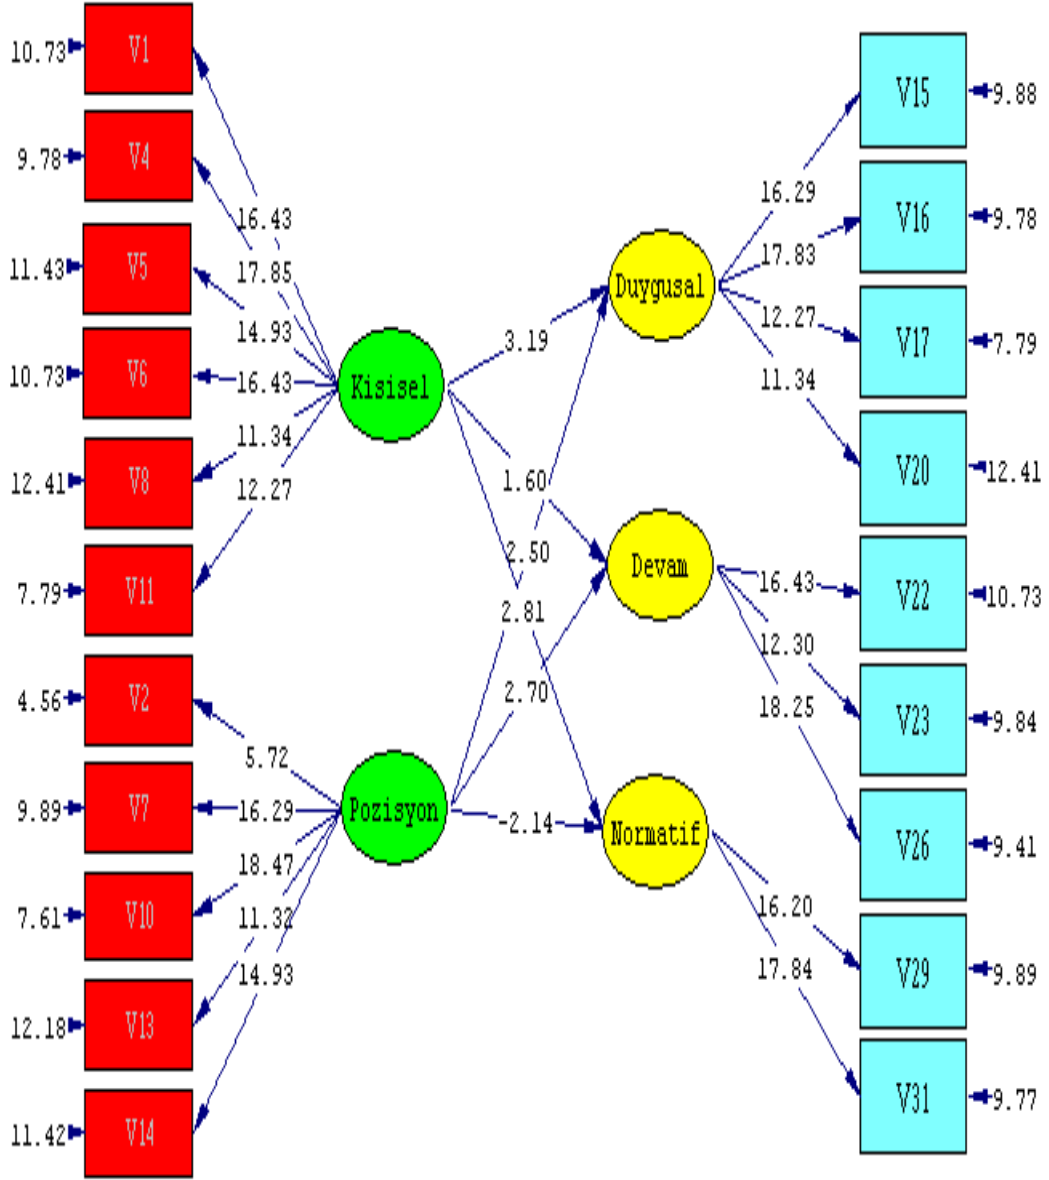 10.73 V1
9.78 V4
11.43 V5
10.73 V6
12.41 V8
7.79 V11
4.56 V2
9.89 V7
7.61 V10
12.18 V13
11.42 V14
16.43
17.85
14.93
16.43
11.34
12.27
5.72
16.29
18.47
11.32
14.93
Kisisel
Pozisyon
3.19
1.60
2.50
2.81
2.70
-2.14
Duygusal
Devam
Normatif
16.29
17.83
12.27
11.34
16.43
12.30
18.25
16.20
17.84
V15 9.88
V16 9.78
V17 7.79
V20 12.41
V22 10.73
V23 9.84
V26 9.41
V29 9.89
V31 9.77